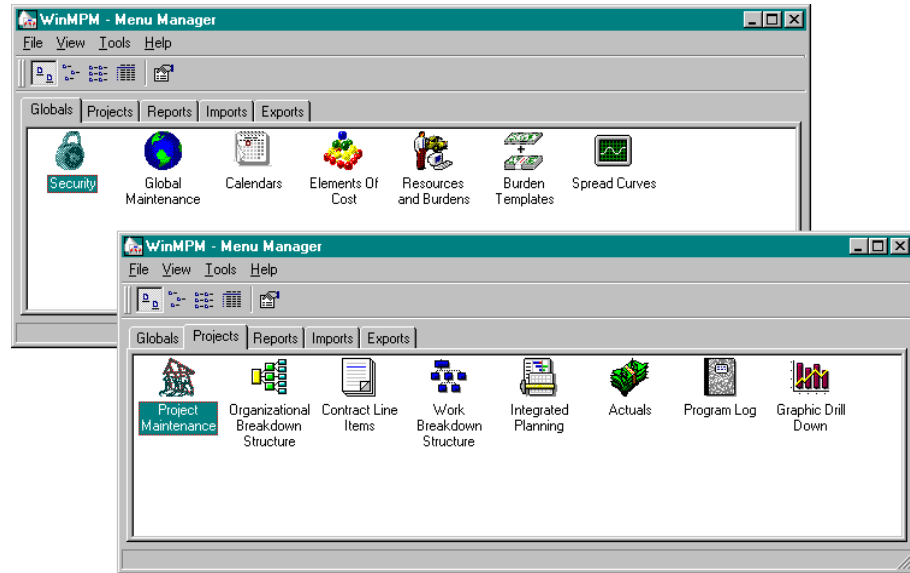 WinMPM - Menu Manager
File View Tools Help
Globals Projects Reports Imports Exports
Security Global Calendars Elements Of Resources Burden Spread Curves
Maintenance Cost and Burdens Templates
WinMPM - Menu Manager
File View Tools Help
Globals Projects Reports Imports Exports
Project Organizational Contract Line Work Integrated Actuals Program Log Graphic Drill
Maintenance Breakdown Items Breakdown Planning Down
Structure Structure